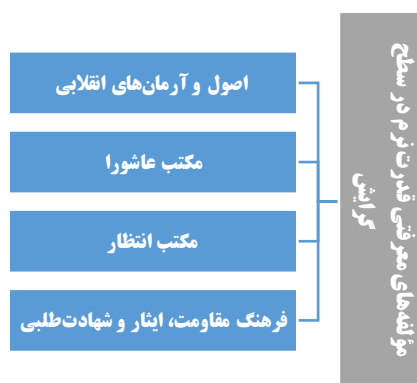 مؤلفه‌های معرفتی قدرت نرم در سطح
گرایش
اصول و آرمان‌های انقلابی
مکتب عاشورا
مکتب انتظار
فرهنگ مقاومت، ایثار و شهادت‌طلبی